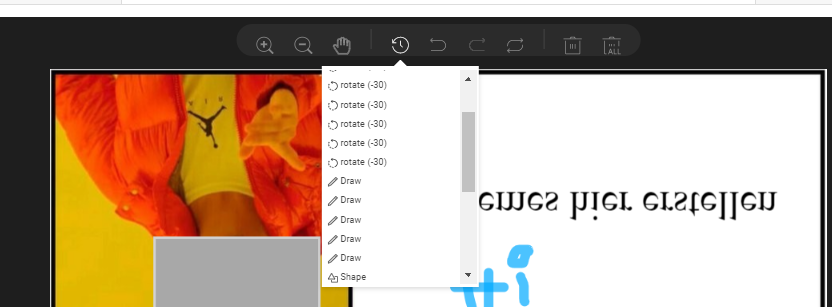 ALL
rotate (-30)
rotate (-30)
rotate (-30)
rotate (-30)
rotate (-30)
Draw
Draw
Draw
Draw
Draw
Shape
emes hier erstellen